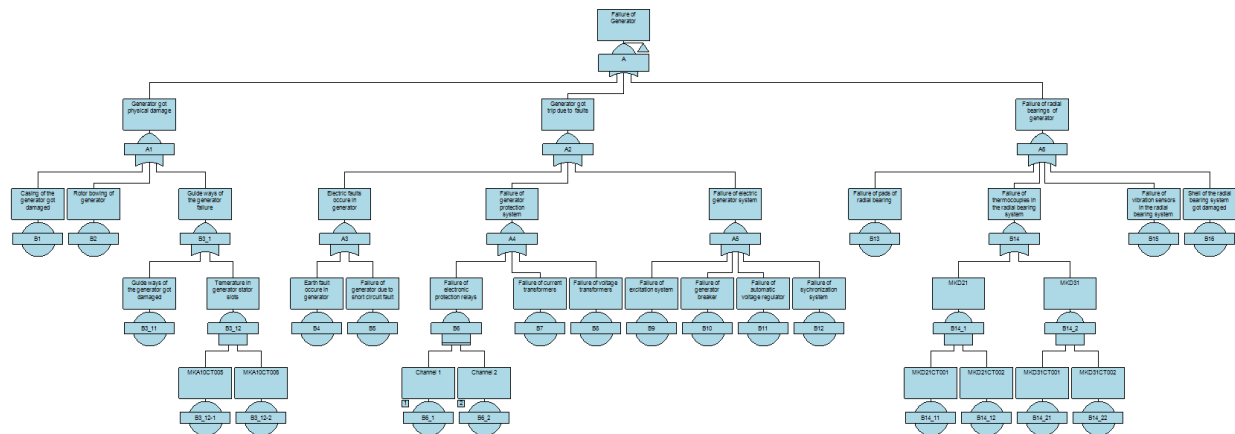 Failure of
Generator
A
Generator got
physical damage
Generator got
trip due to faults
Failure of radial
bearings of
generator
A1
A2
A6
Casing of the
generator got
damaged
Rotor bowing of
generator
Guide ways of
the generator
failure
Electric faults
occure in
generator
Failure of
generator
protection
system
Failure of electric
generator system
Failure of pads of
radial bearing
Failure of
thermocouples in
the radial bearing
system
Failure of
vibration sensors
in the radial
bearing system
Shell of the radial
bearing system
got damaged
B1
B2
B3_1
A3
A4
A5
B13
B14
B15
B16
Guide ways of
the generator got
damaged
Temerature in
generator stator
slots
Earth fault
occure in
generator
Failure of
generator due to
short circuit fault
Failure of
electronic
protection relays
Failure of current
transformers
Failure of voltage
transfromers
Failure of
excitation system
Failure of
generator
breaker
Failure of
automatic
voltage regulator
Failure of
sychronization
system
MKD21
MKD31
B3_11
B3_12
B4
B5
B6
B7
B8
B9
B10
B11
B12
B14_1
B14_2
MKA10CT005
MKA10CT006
Channel 1
Channel 2
MKD21CT001
MKD21CT002
MKD31CT001
MKD31CT002
1
2
B3_12-1
B3_12-2
B6_1
B6_2
B14_11
B14_12
B14_21
B14_22